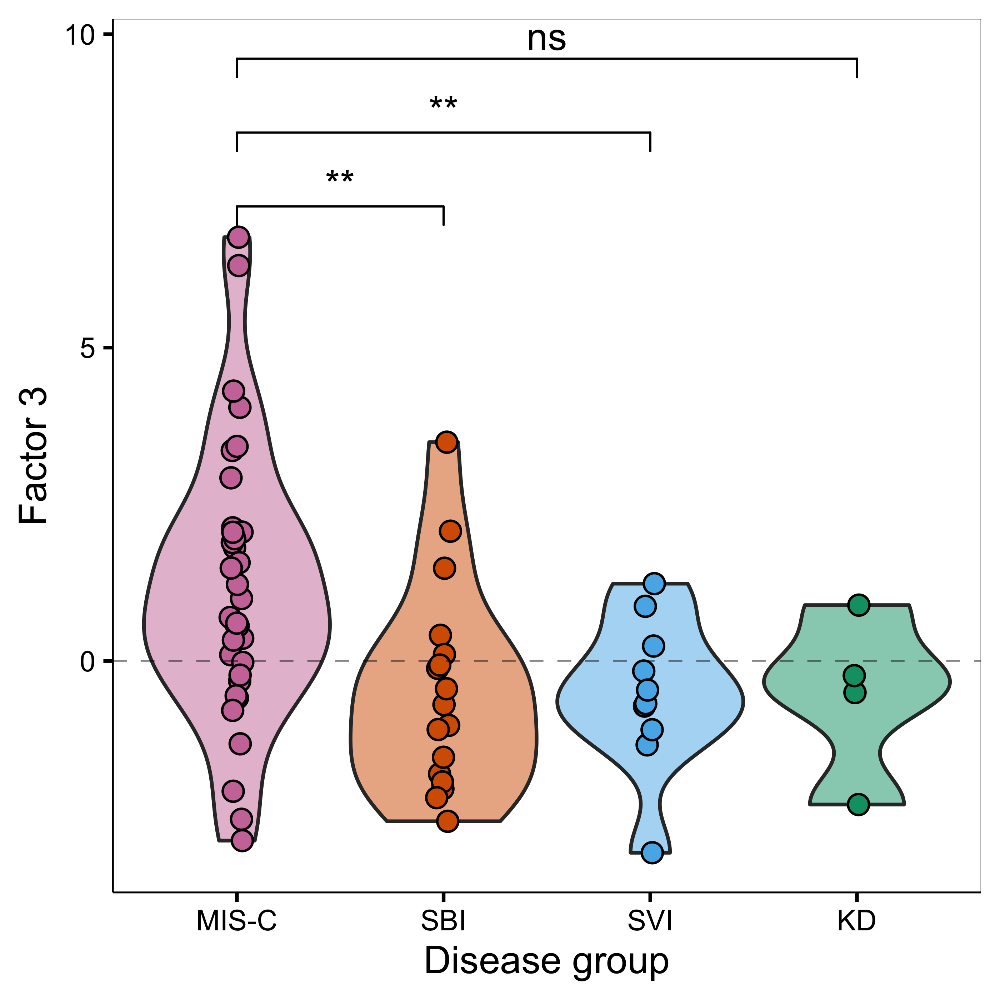 10
ns
**
**
5
Factor 3
0
MIS-C SBI SVI KD
Disease group